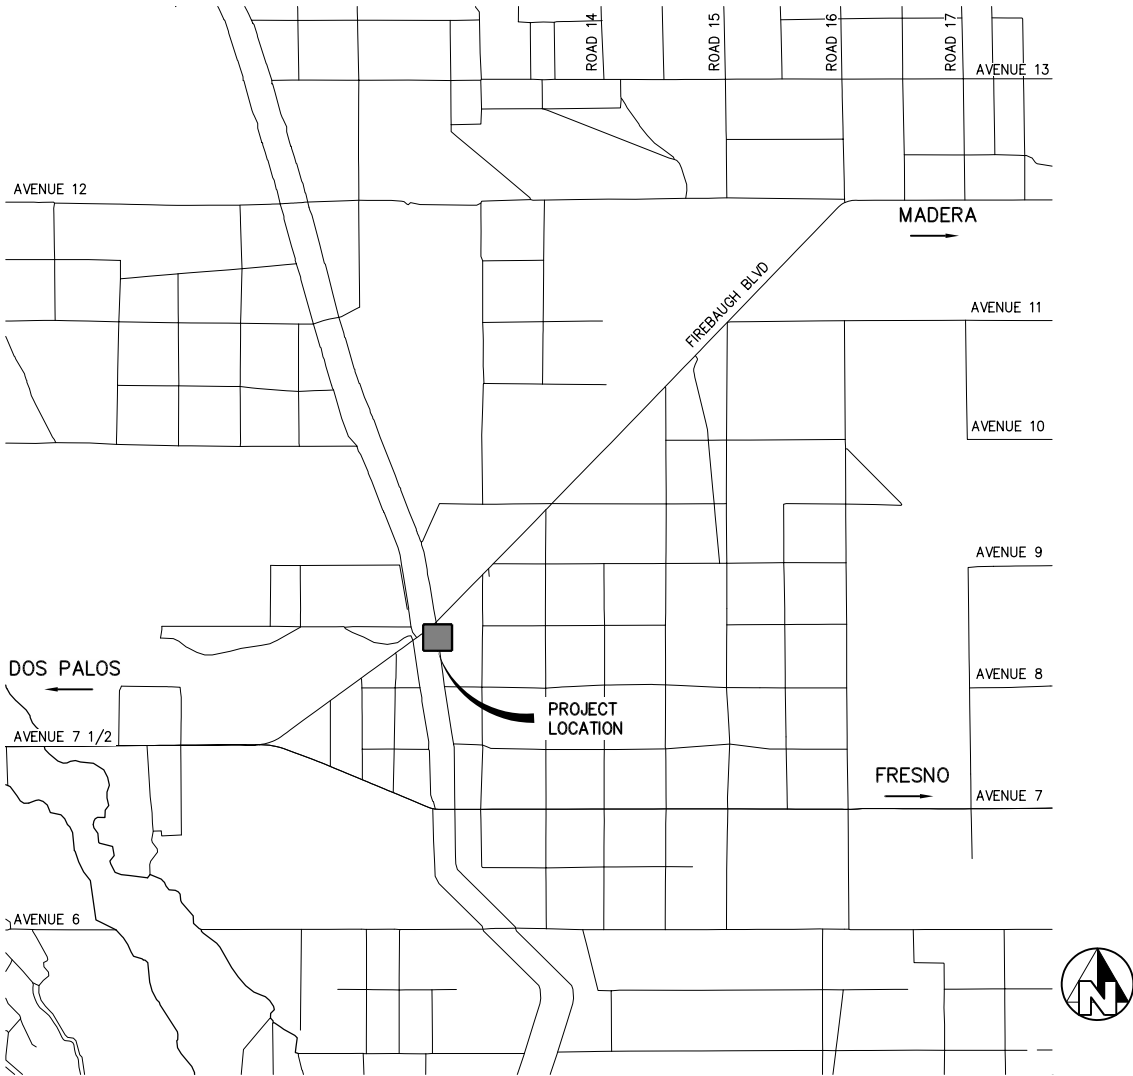 ROAD 14
ROAD 15
ROAD 16
ROAD 17
AVENUE 13
AVENUE 12
MADERA
FIREBAUGH BLVD
AVENUE 11
AVENUE 10
AVENUE 9
DOS PALOS
AVENUE 8
PROJECT
LOCATION
AVENUE 7 1/2
FRESNO
AVENUE 7
AVENUE 6
N